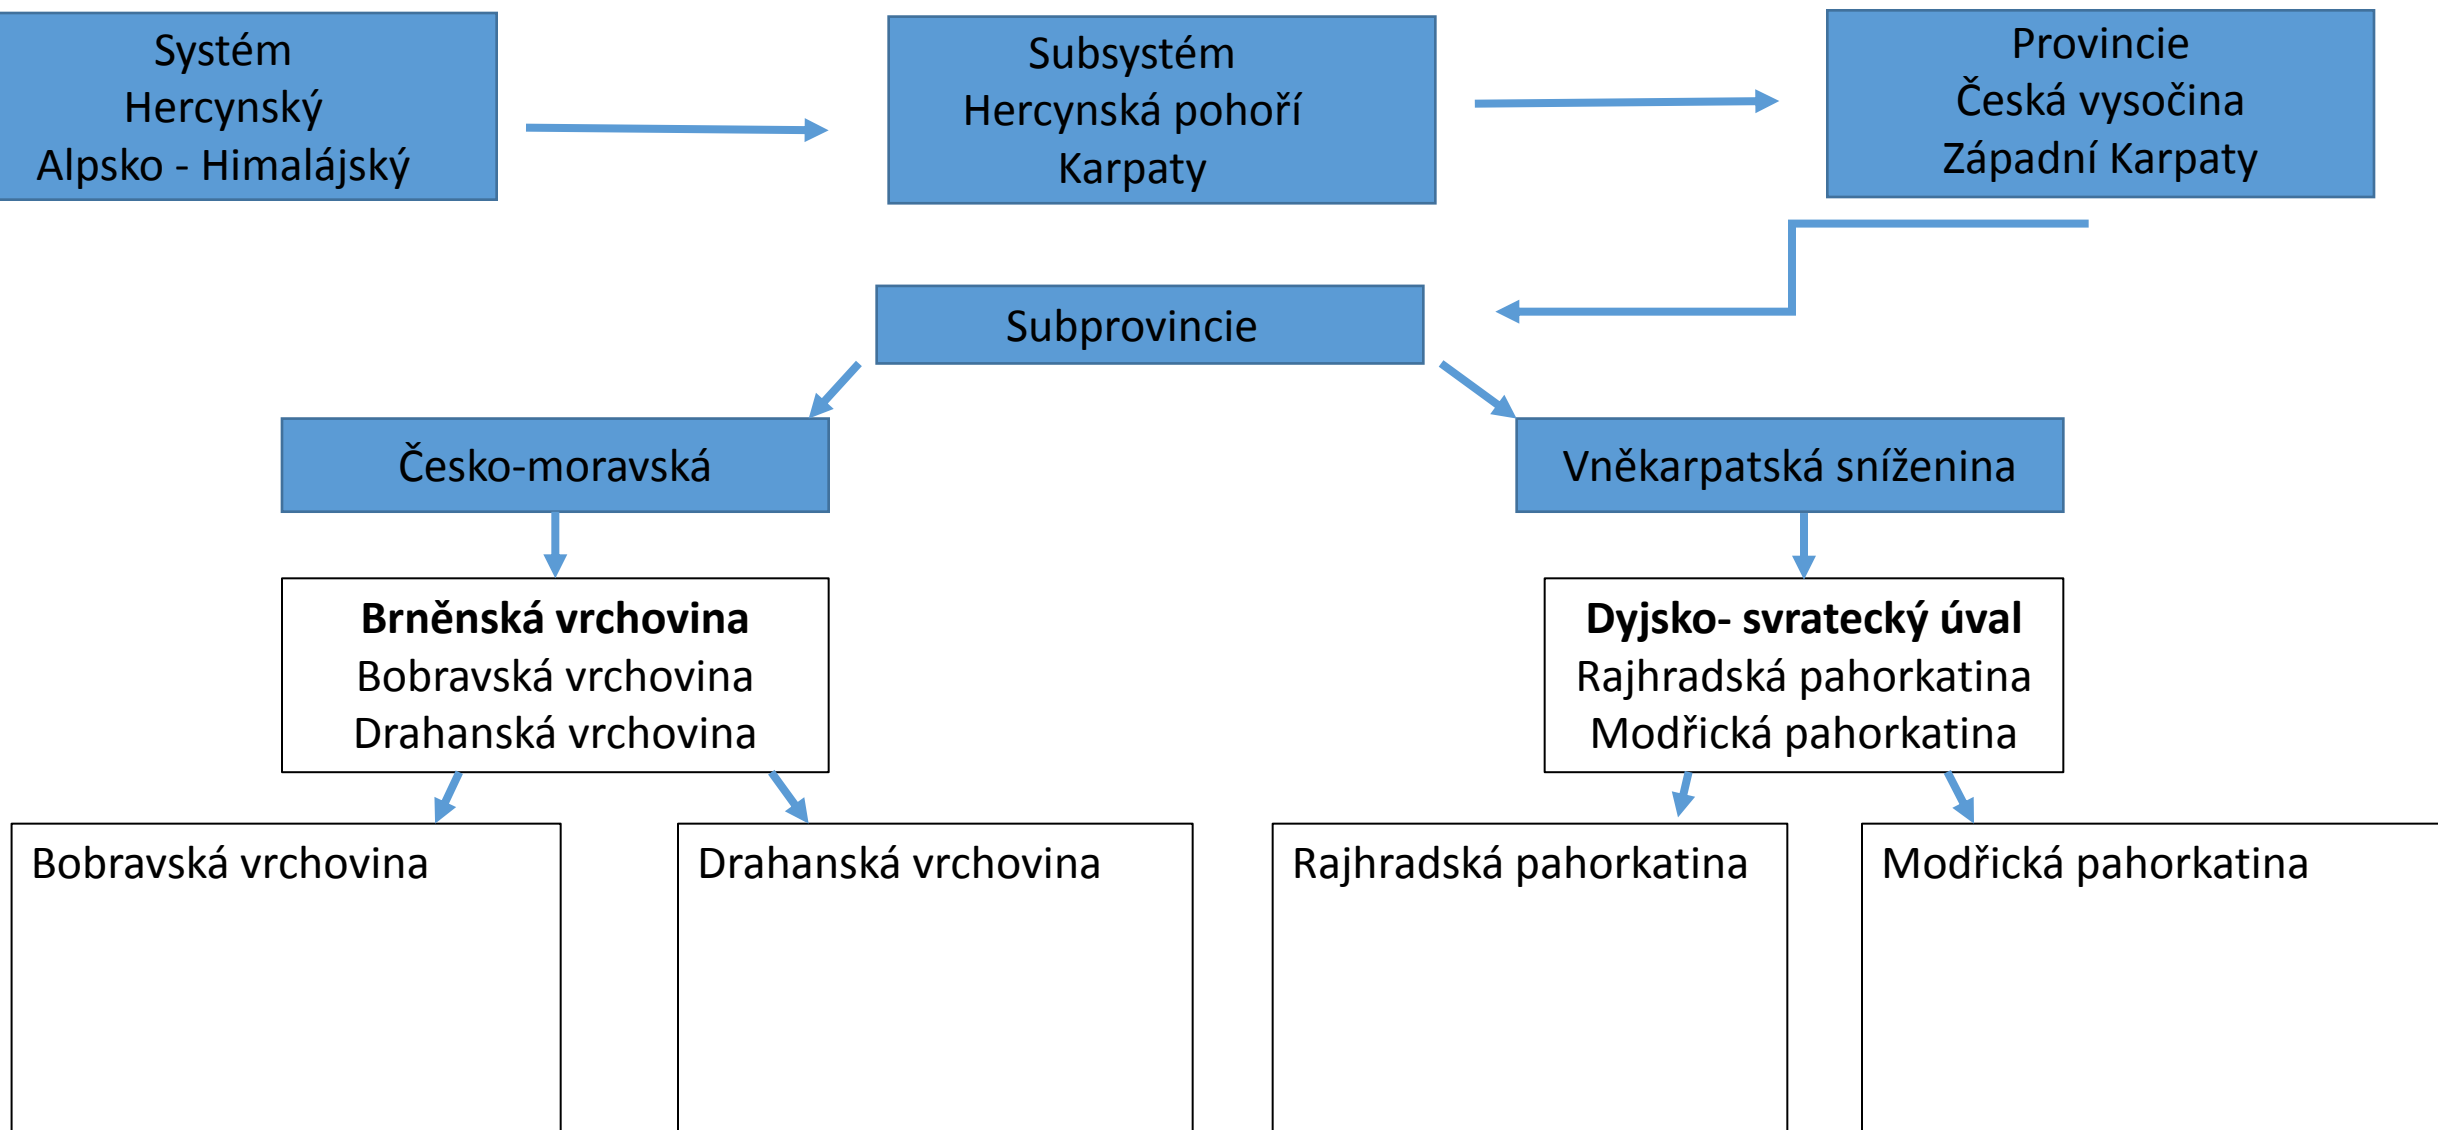 Systém
Hercynský
Alpsko - Himalájský
Subsystém
Hercynská pohoří
Karpaty
Provincie
Česká vysočina
Západní Karpaty
Subprovincie
Česko-moravská
Vněkarpatská sníženina
Brněnská vrchovina
Bobravská vrchovina
Drahanská vrchovina
Dyjsko- svratecký úval
Rajhradská pahorkatina
Modřická pahorkatina
Bobravská vrchovina
Drahanská vrchovina
Rajhradská pahorkatina
Modřická pahorkatina